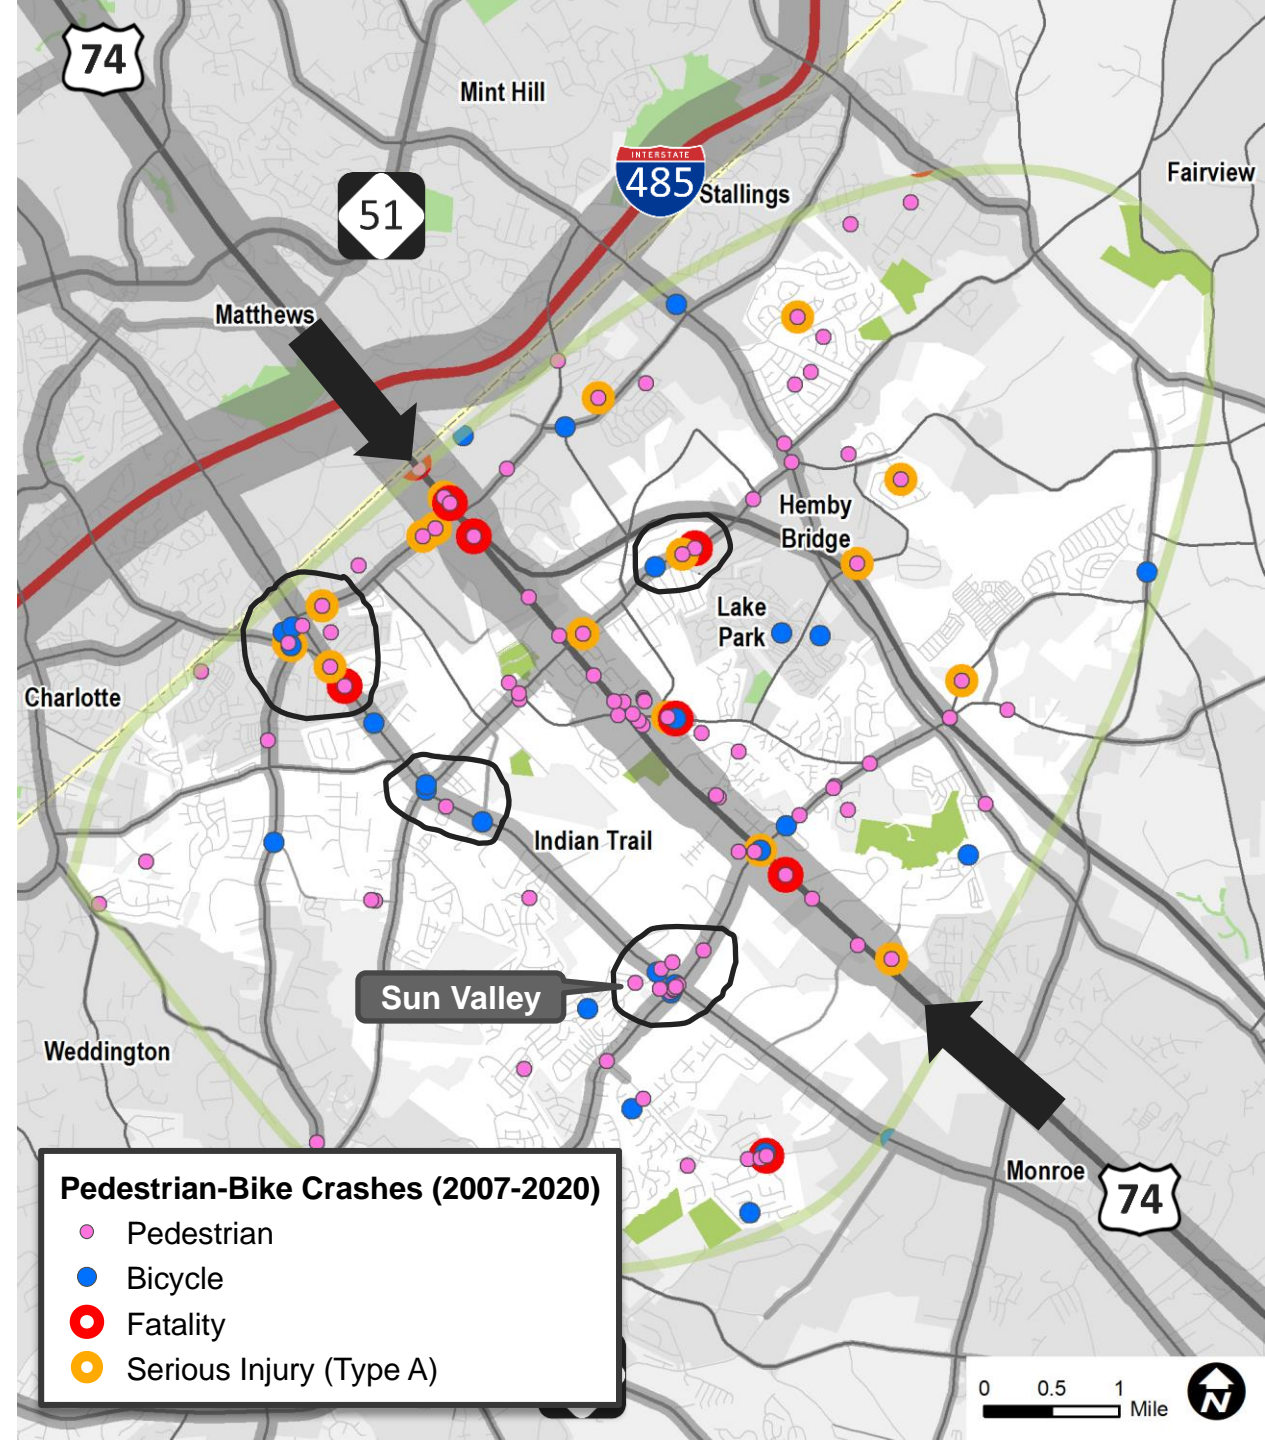 74
Mint Hill
INTERSTATE
485
Fairview
Stallings
51
Matthews
Hemby
Bridge
Lake
Park
Charlotte
Indian Trail
Sun Valley
Weddington
Monroe
74
Pedestrian-Bike Crashes (2007-2020)
Pedestrian
Bicycle
Fatality
Serious Injury (Type A)
0 0.5 1
Mile
N